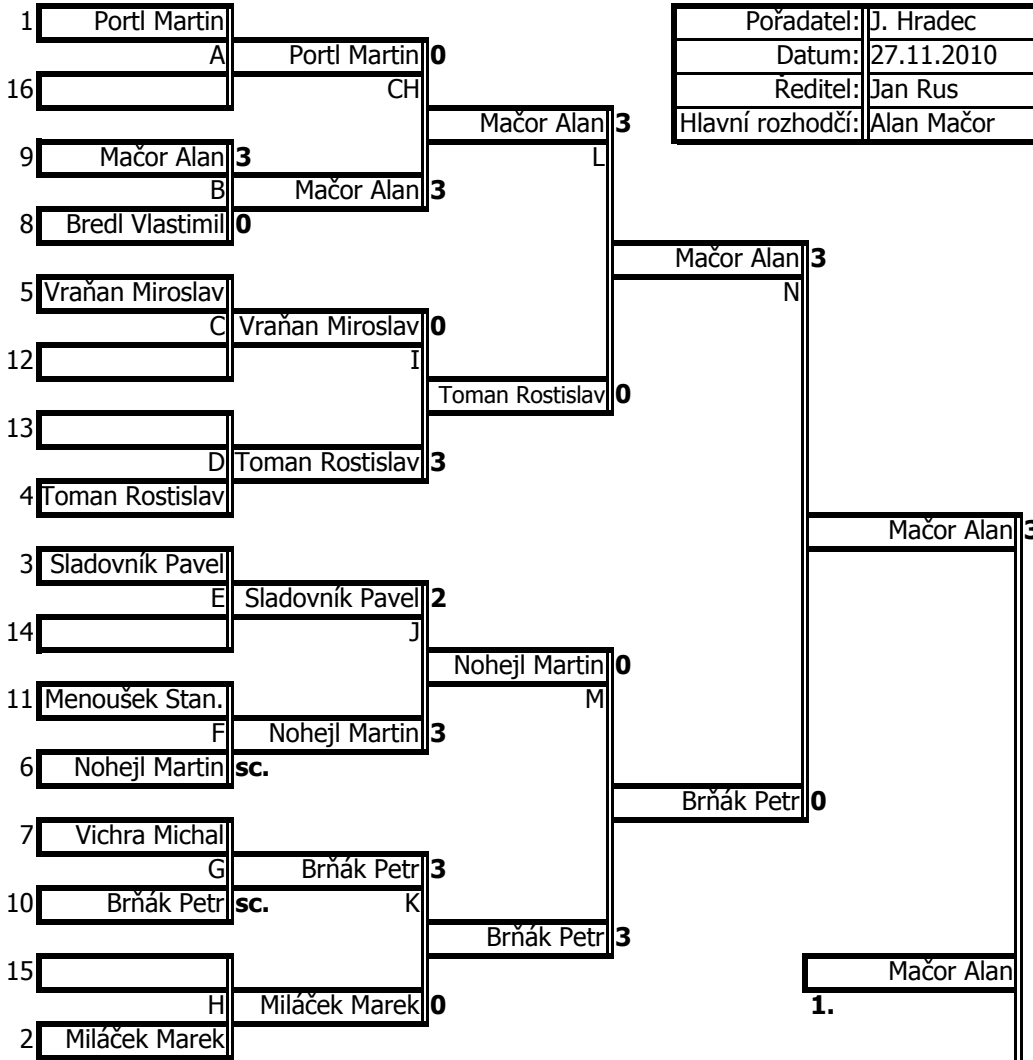 1 Portl Martin
Pořadatel: J. Hradec
A Portl Martin 0
Datum: 27.11.2010
16 CH
Ředitel: Jan Rus
Mačor Alan 3
Hlavní rozhodčí: Alan Mačor
9 Mačor Alan 3
L
B Mačor Alan 3
8 Bredl Vlastimil 0
Mačor Alan 3
5 Vraňan Miroslav
N
C Vraňan Miroslav 0
12 I
Toman Rostislav 0
13
D Toman Rostislav 3
4 Toman Rostislav
Mačor Alan 3
3 Sladovník Pavel
E Sladovník Pavel 2
14 J
Nohejl Martin 0
11 Menoušek Stan.
M
F Nohejl Martin 3
6 Nohejl Martin sc.
Brňák Petr 0
7 Vichra Michal
G Brňák Petr 3
10 Brňák Petr sc. K
Brňák Petr 3
15
Mačor Alan
H Miláček Marek 0
1.
2 Miláček Marek